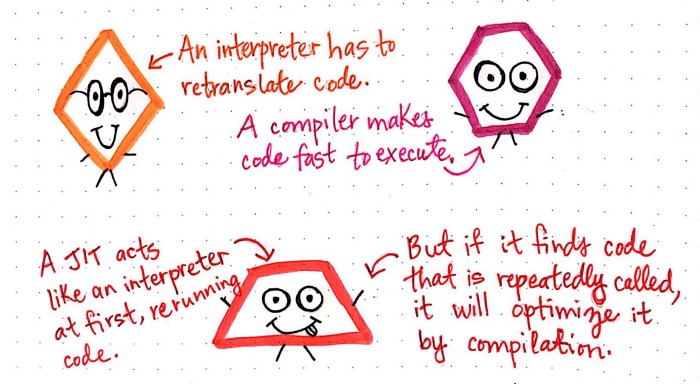 An interpreter has to
retranslate code.
A compiler makes
code fast to execute.
A JIT acts
like an interpreter
at first, rerunning
code.
But if it finds code
that is repeatedly called,
it will optimize it
by compilation.